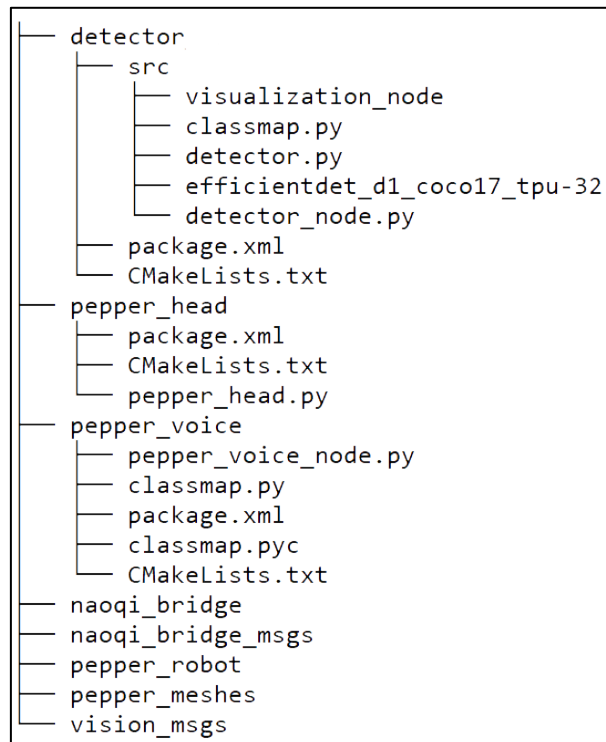 detector
src
visualization_node
classmap.py
detector.py
efficientdet_d1_coco17_tpu-32
detector_node.py
package.xml
CMakeLists.txt
pepper_head
package.xml
CMakeLists.txt
pepper_head.py
pepper_voice
pepper_voice_node.py
classmap.py
package.xml
classmap.pyc
CMakeLists.txt
naoqi_bridge
naoqi_bridge_msgs
pepper_robot
pepper_meshes
vision_msgs